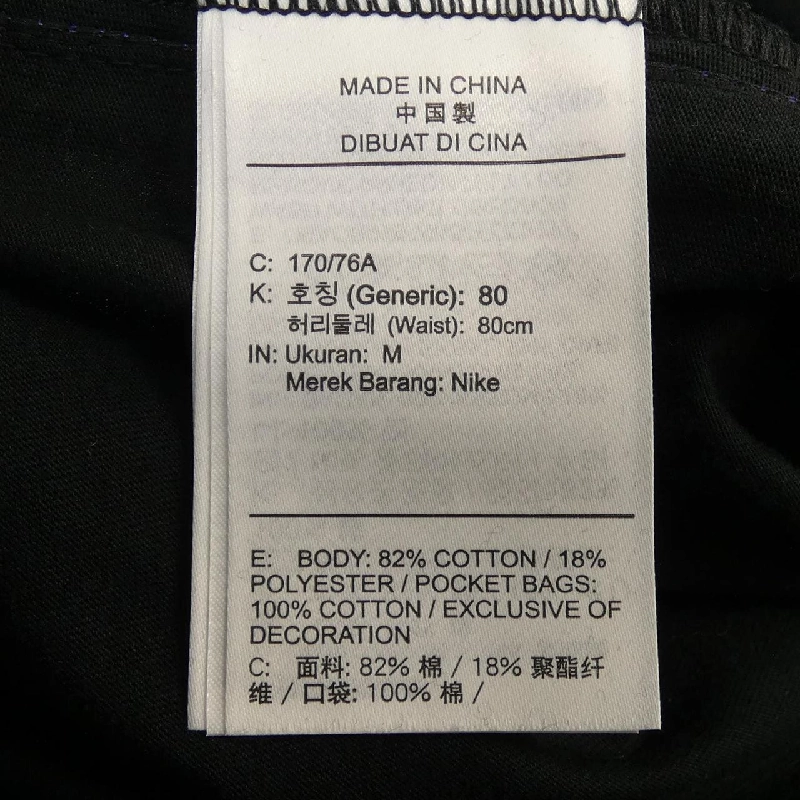 MADE IN CHINA
中国製
DIBUAT DI CINA
C: 170/76A
K: 호칭 (Generic): 80
허리둘레 (Waist): 80cm
IN: Ukuran: M
Merek Barang: Nike
E: BODY: 82% COTTON / 18%
POLYESTER / POCKET BAGS:
100% COTTON / EXCLUSIVE OF
DECORATION
C: 面料: 82% 棉 / 18% 聚酯纤
维 / 口袋: 100% 棉 /